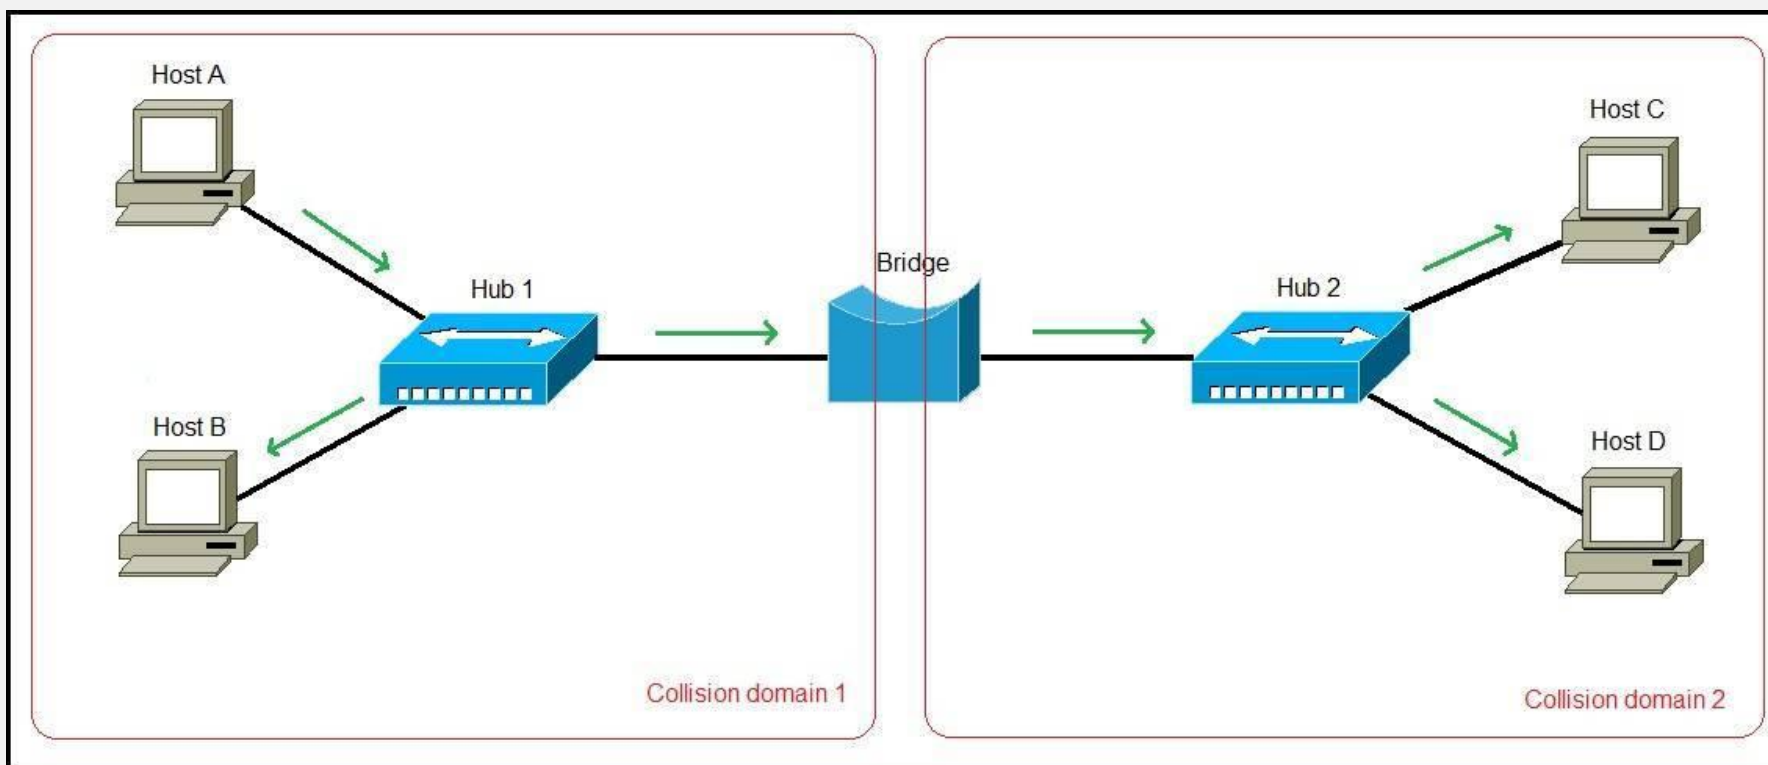 Host A
Host C
Bridge
Hub 1
Hub 2
Host B
Host D
Collision domain 1
Collision domain 2